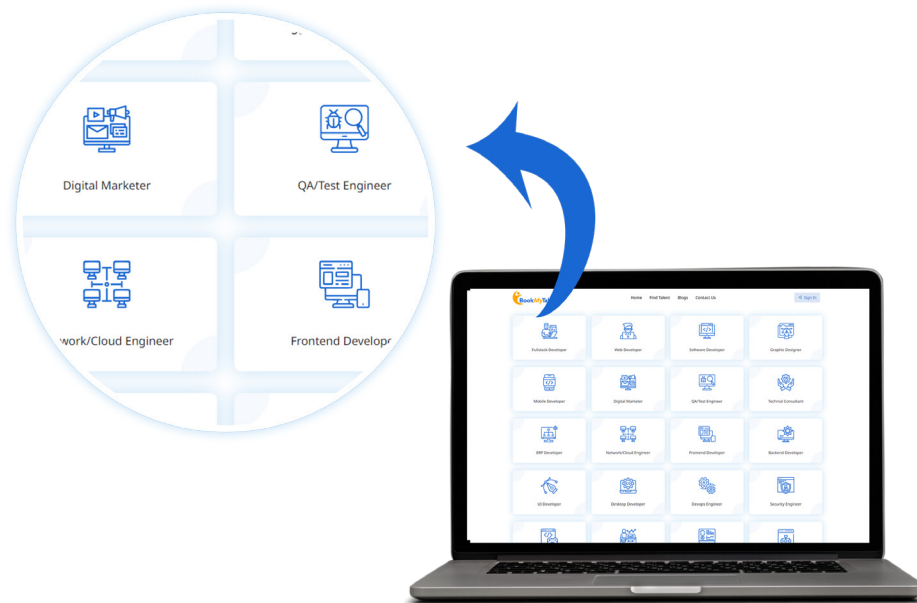 Digital Marketer
QA/Test Engineer
work/Cloud Engineer
Frontend Develope
BookMyTa
Home Find Talent Blogs Contact Us
Sign In
Fullstack Developer Web Developer Software Developer Graphic Designer
Mobile Developer Digital Marketer QA/Test Engineer Technical Consultant
ERP Developer Network/Cloud Engineer Frontend Developer Backend Developer
UI Developer Desktop Developer Devops Engineer Security Engineer